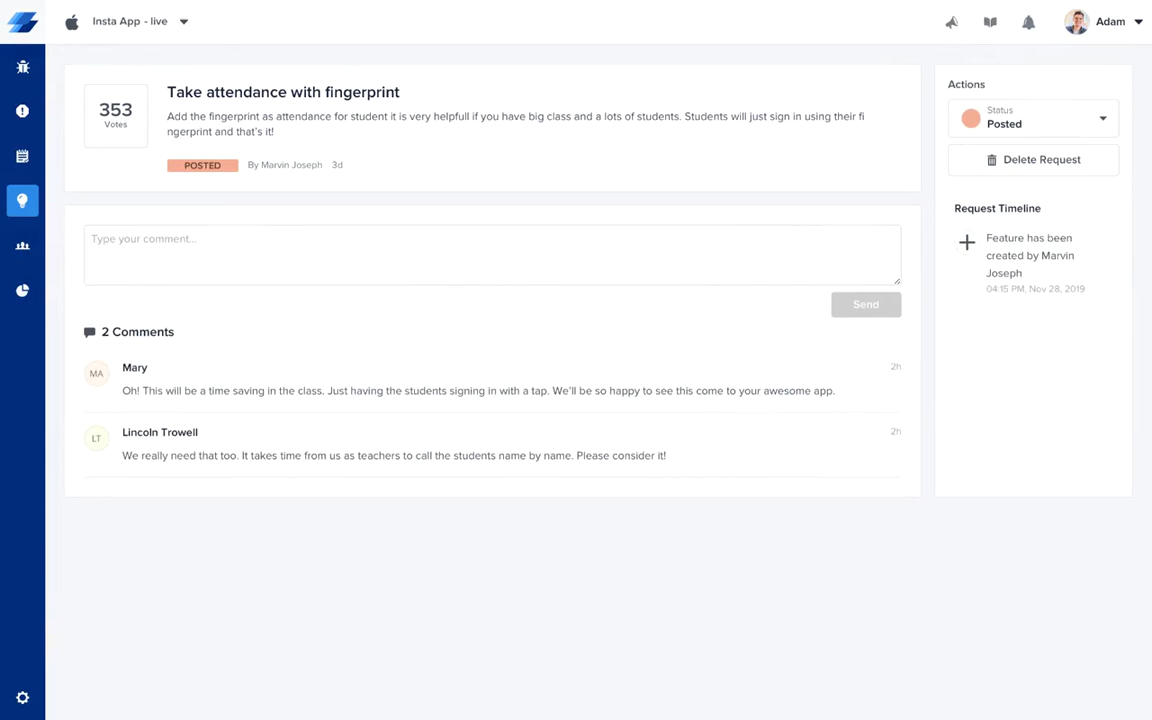 Insta App - live
Adam
353
Votes
Take attendance with fingerprint
Add the fingerprint as attendance for student it is very helpfull if you have big class and a lots of students. Students will just sign in using their fi
ngerprint and that's it!
POSTED By Marvin Joseph 3d
Type your comment...
Send
2 Comments
MA
Mary 2h
Oh! This will be a time saving in the class. Just having the students signing in with a tap. We'll be so happy to see this come to your awesome app.
LT
Lincoln Trowell 2h
We really need that too. It takes time from us as teachers to call the students name by name. Please consider it!
Actions
Status
Posted
Delete Request
Request Timeline
Feature has been
created by Marvin
Joseph
04:15 PM, Nov 28, 2019